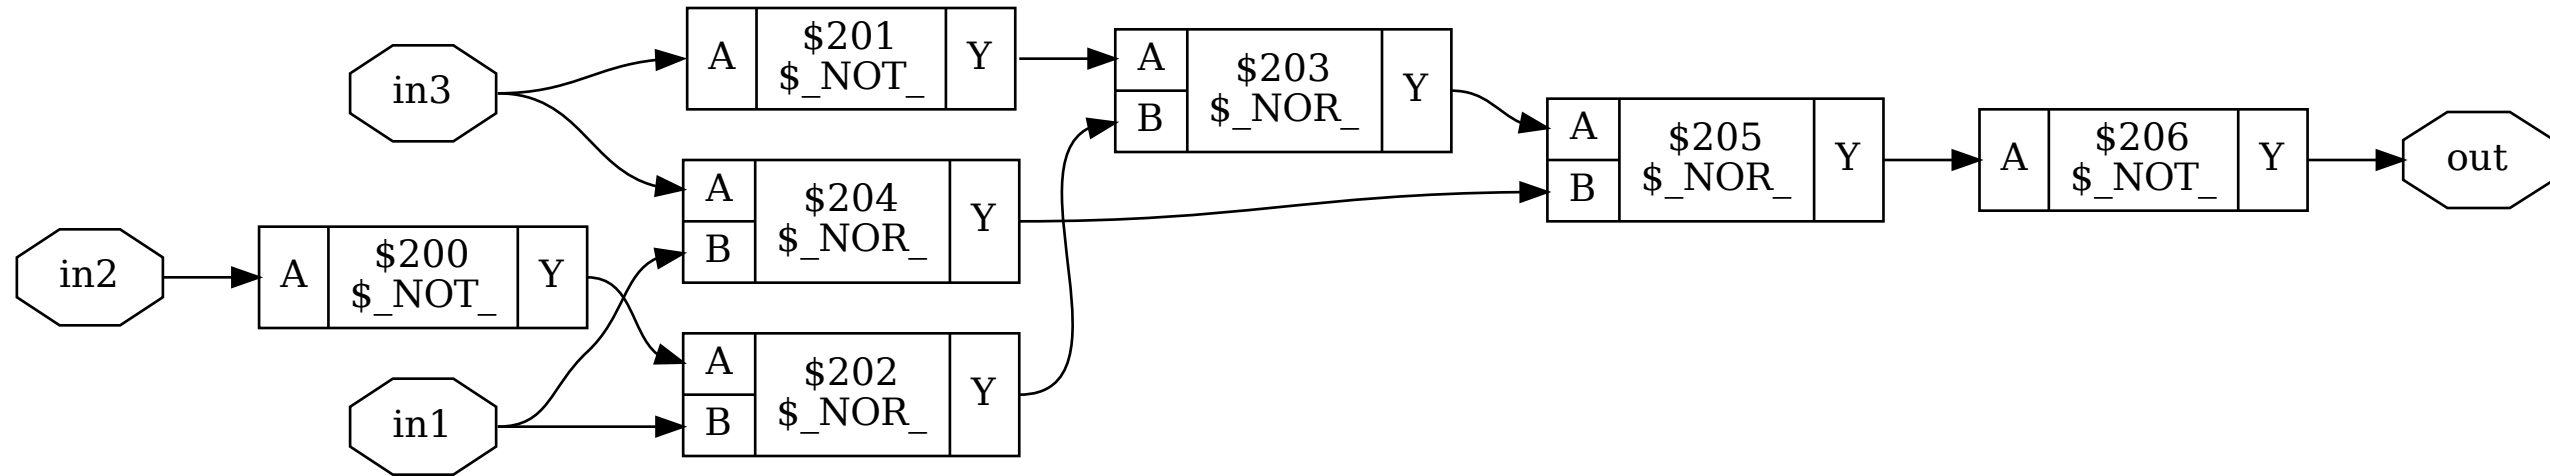 in3
A
$201
$_NOT_
Y
A
B
$203
$_NOR_
Y
A
B
$204
$_NOR_
Y
A
B
$205
$_NOR_
Y
A
$206
$_NOT_
Y
out
in2
A
$200
$_NOT_
Y
A
B
$202
$_NOR_
Y
in1